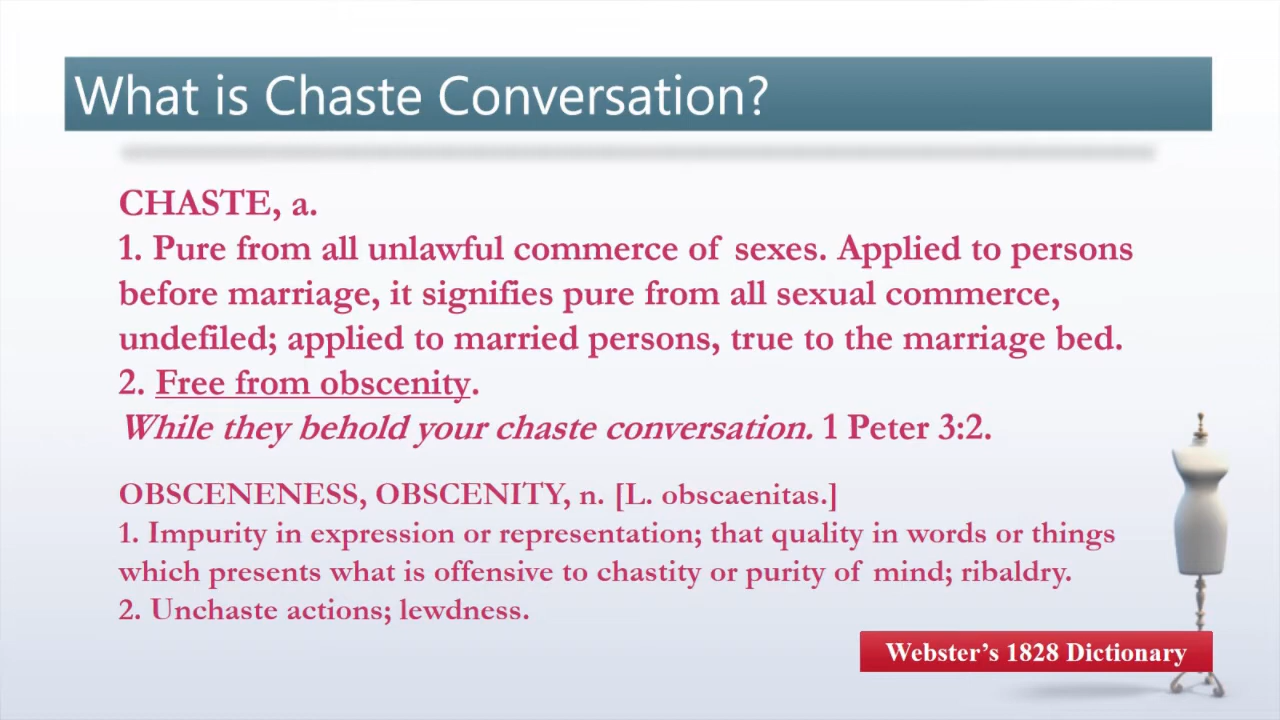 What is Chaste Conversation?
CHASTE, a.
1. Pure from all unlawful commerce of sexes. Applied to persons
before marriage, it signifies pure from all sexual commerce,
undefiled; applied to married persons, true to the marriage bed.
2. Free from obscenity.
While they behold your chaste conversation. 1 Peter 3:2.
OBSCENENESS, OBSCENITY, n. [L. obscaenitas.]
1. Impurity in expression or representation; that quality in words or things
which presents what is offensive to chastity or purity of mind; ribaldry.
2. Unchaste actions; lewdness.
Webster’s 1828 Dictionary